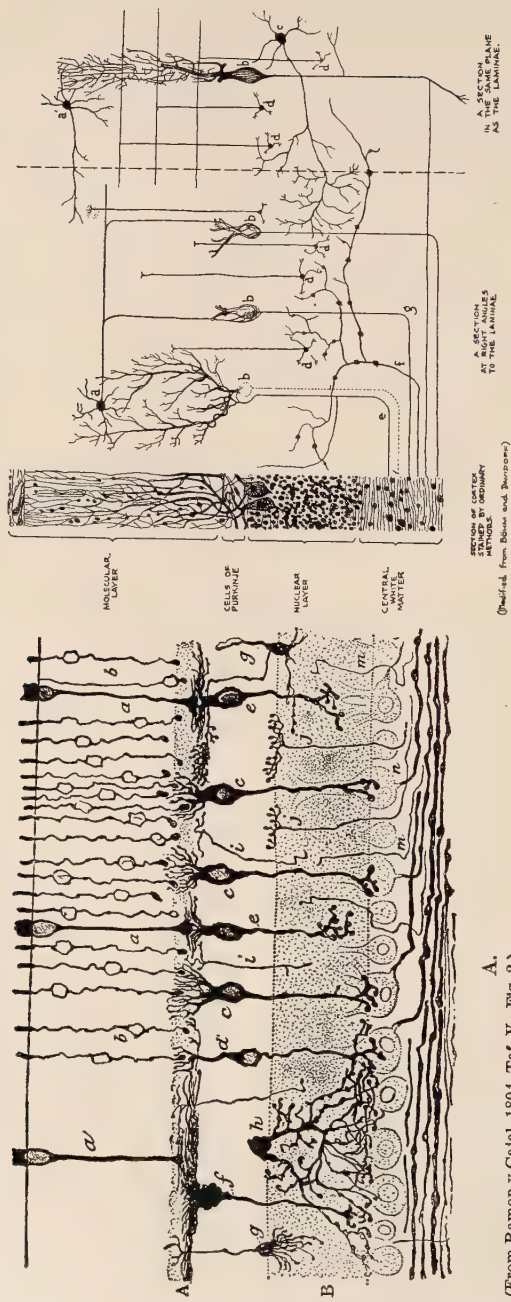 a
a
a
b
b
A
f
d
c
c
c
c
e
e
g
g
i
i
h
B
j
j
m
m
n
A.
(From Ramon y Cajal, 1894, Taf. V, Fig.
MOLECULAR
LAYER
CELLS OF
PURKINJE
NUCLEAR
LAYER
CENTRAL
WHITE
MATTER
a
a
b
b
b
b
c
d
d
d
d
d
e
f
g
SECTION OF CORTEX
STAINED BY ORDINARY
METHODS.
(Modified from Böhm and Davidoff)
A SECTION
AT RIGHT ANGLES
TO THE LAMINAE
A SECTION
IN THE SAME PLANE
AS THE LAMINAE.